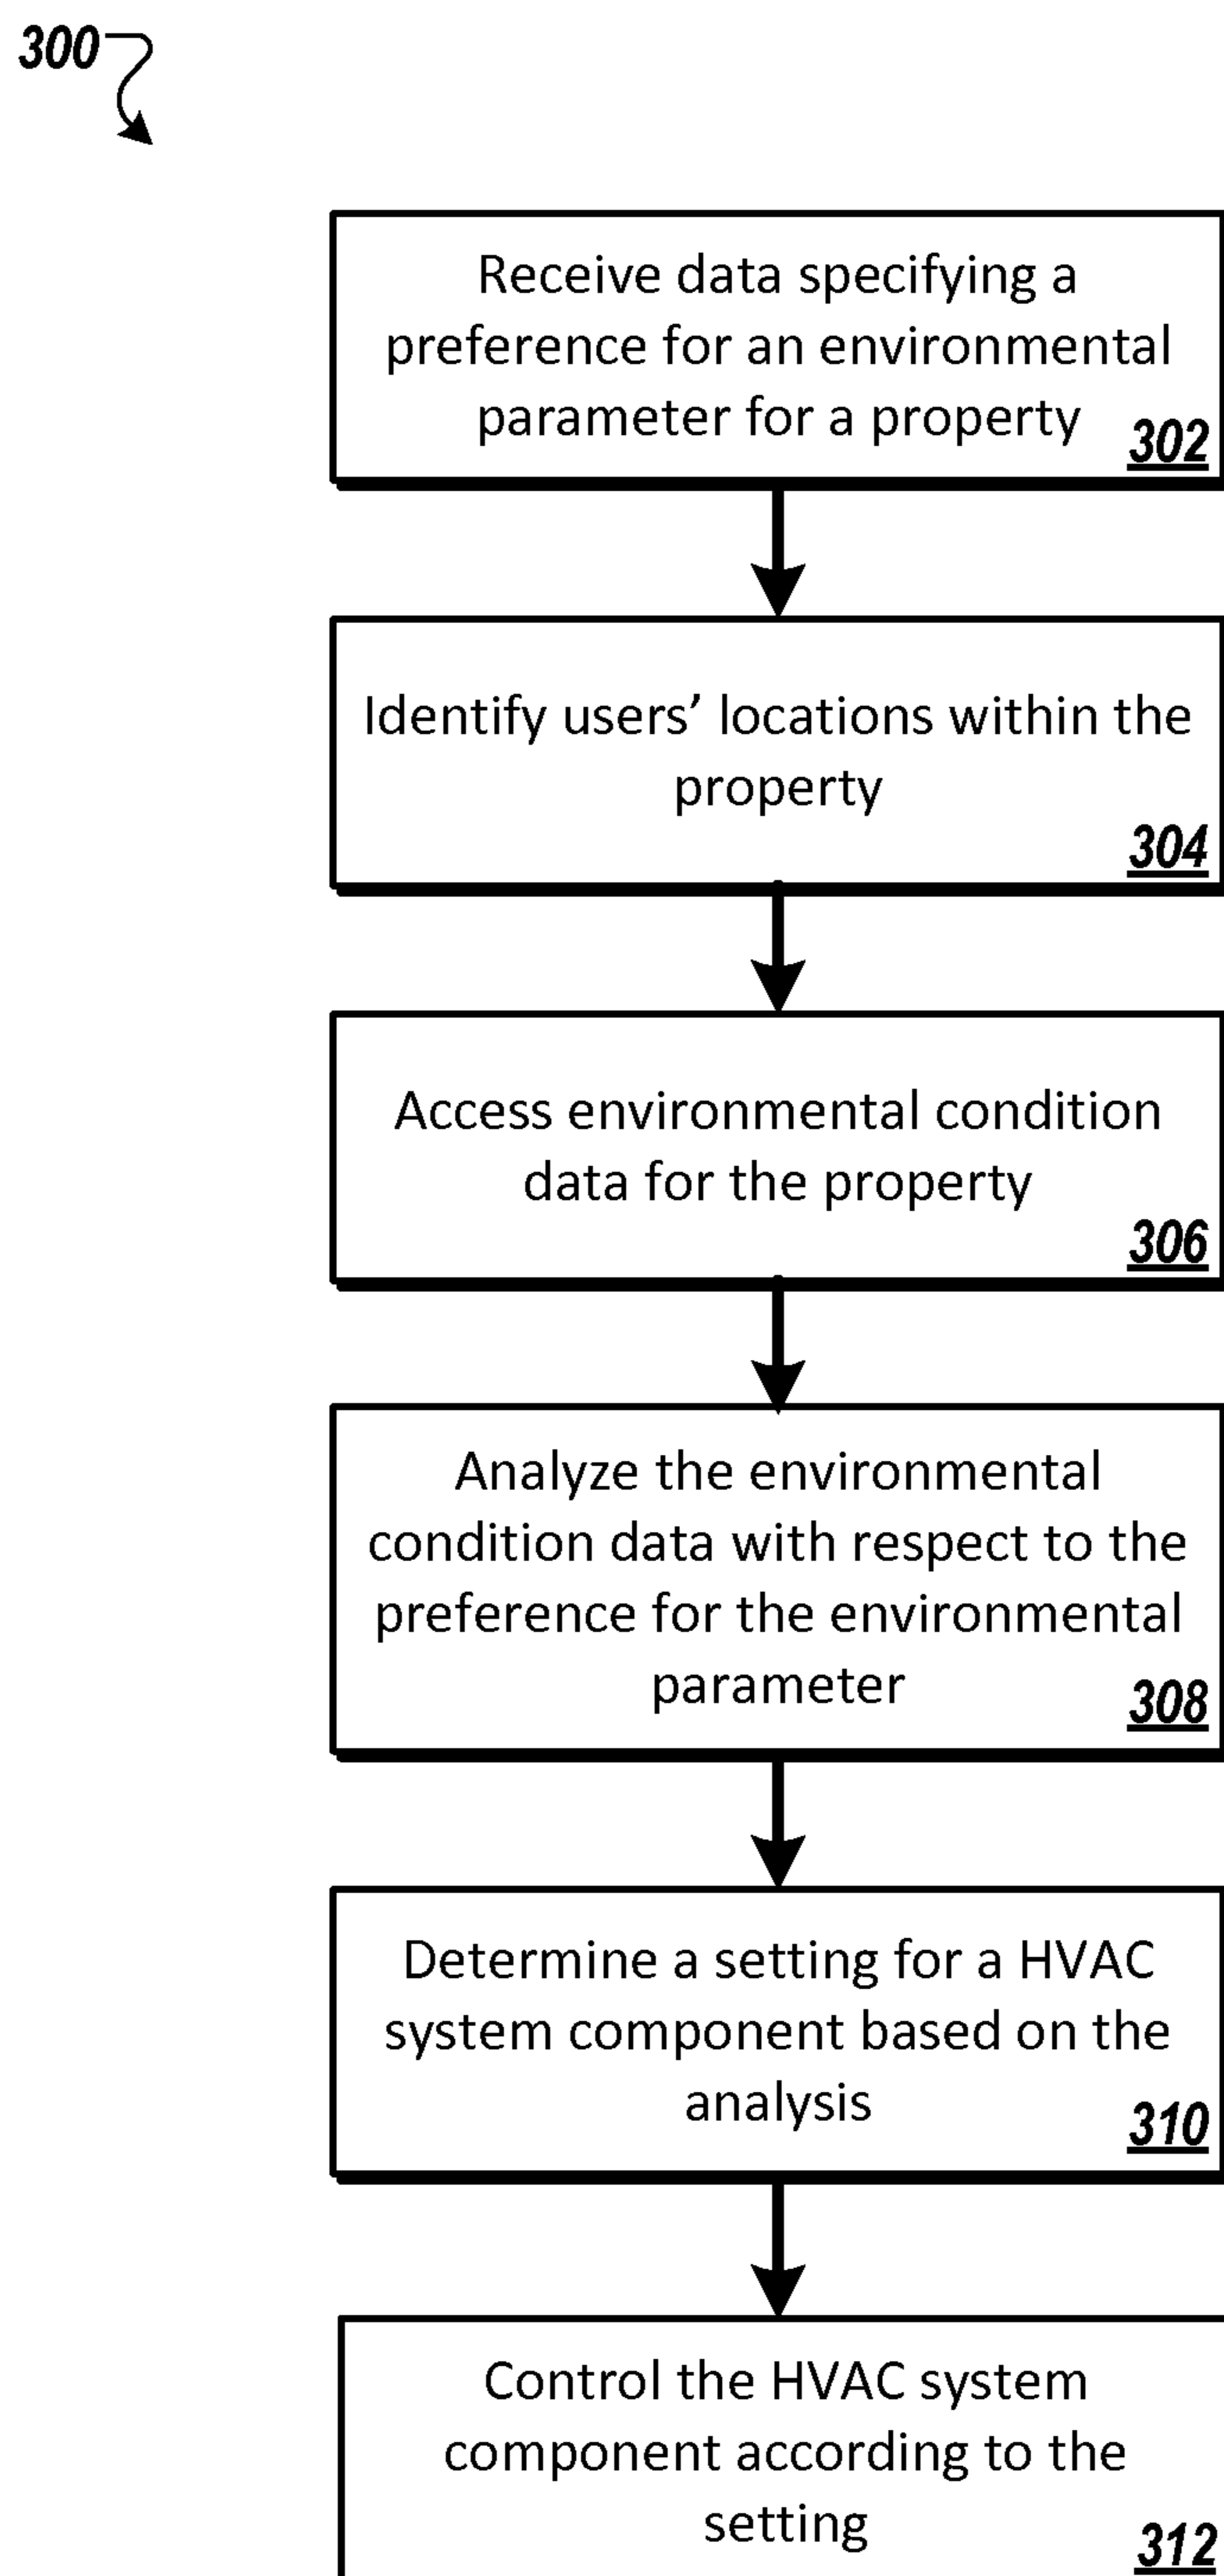 300
Receive data specifying a
preference for an environmental
parameter for a property
302
Identify users’ locations within the
property
304
Access environmental condition
data for the property
306
Analyze the environmental
condition data with respect to the
preference for the environmental
parameter
308
Determine a setting for a HVAC
system component based on the
analysis
310
Control the HVAC system
component according to the
setting
312